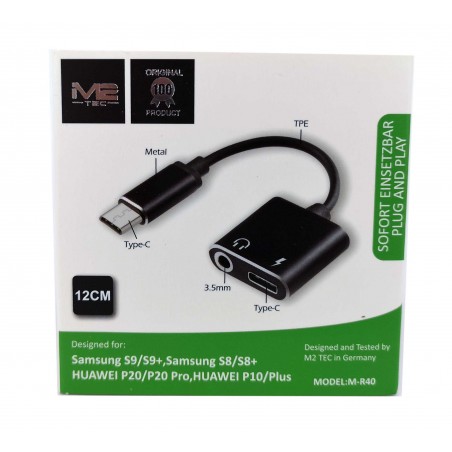 M2
TEC
ORIGINAL
100
PRODUCT
TPE
Metal
Type-C
3.5mm
Type-C
SOFORT EINSETZBAR
PLUG AND PLAY
12CM
Designed for:
Samsung S9/S9+,Samsung S8/S8+
HUAWEI P20/P20 Pro,HUAWEI P10/Plus
Designed and Tested by
M2 TEC in Germany
MODEL:M-R40